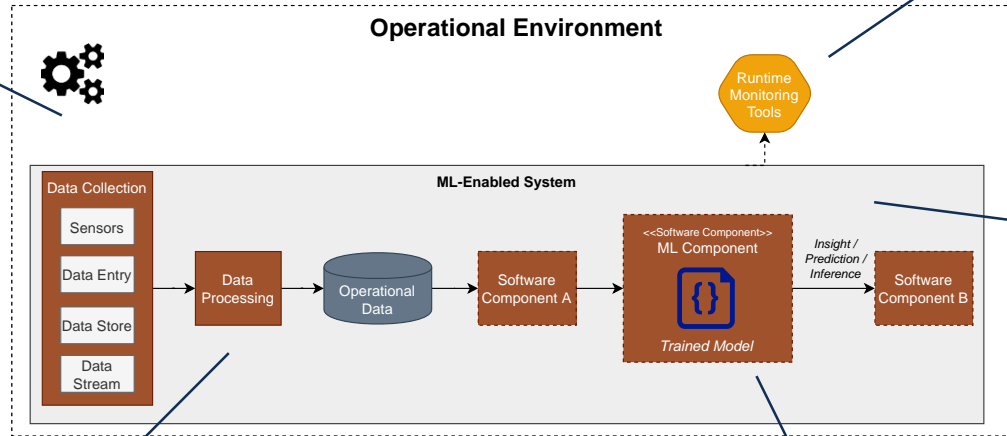 Operational Environment
Runtime
Monitoring
Tools
ML-Enabled System
Data Collection
Sensors
Data Entry
Data Store
Data
Stream
Data
Processing
Operational
Data
Software
Component A
<<Software Component>>
ML Component
{}
Trained Model
Insight /
Prediction /
Inference
Software
Component B